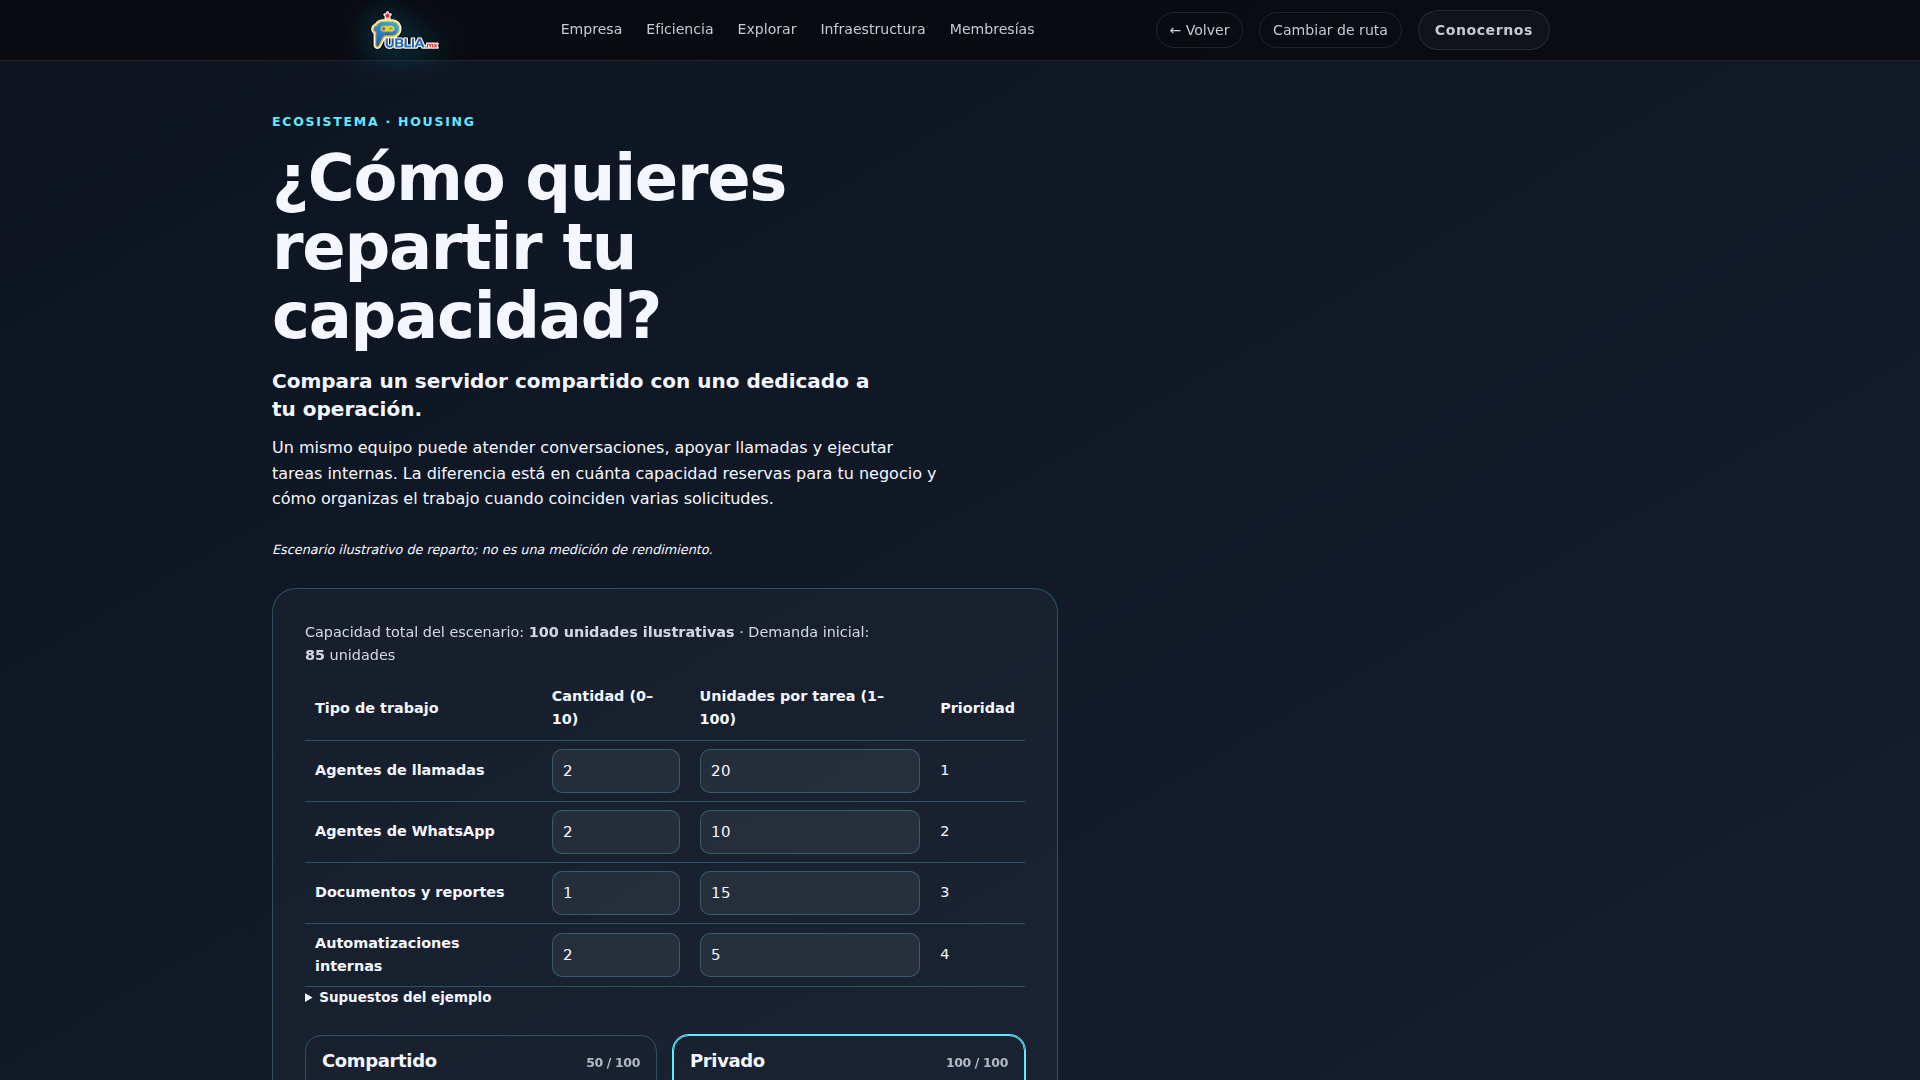 PUBLIA.mx
Empresa Eficiencia Explorar Infraestructura Membresías
← Volver Cambiar de ruta Conocernos
ECOSISTEMA · HOUSING
¿Cómo quieres
repartir tu
capacidad?
Compara un servidor compartido con uno dedicado a
tu operación.
Un mismo equipo puede atender conversaciones, apoyar llamadas y ejecutar
tareas internas. La diferencia está en cuánta capacidad reservas para tu negocio y
cómo organizas el trabajo cuando coinciden varias solicitudes.
Escenario ilustrativo de reparto; no es una medición de rendimiento.
Capacidad total del escenario: 100 unidades ilustrativas · Demanda inicial:
85 unidades
Tipo de trabajo Cantidad (0–10) Unidades por tarea (1–100) Prioridad
Agentes de llamadas 2 20 1
Agentes de WhatsApp 2 10 2
Documentos y reportes 1 15 3
Automatizaciones internas 2 5 4
▶ Supuestos del ejemplo
Compartido 50 / 100
Privado 100 / 100